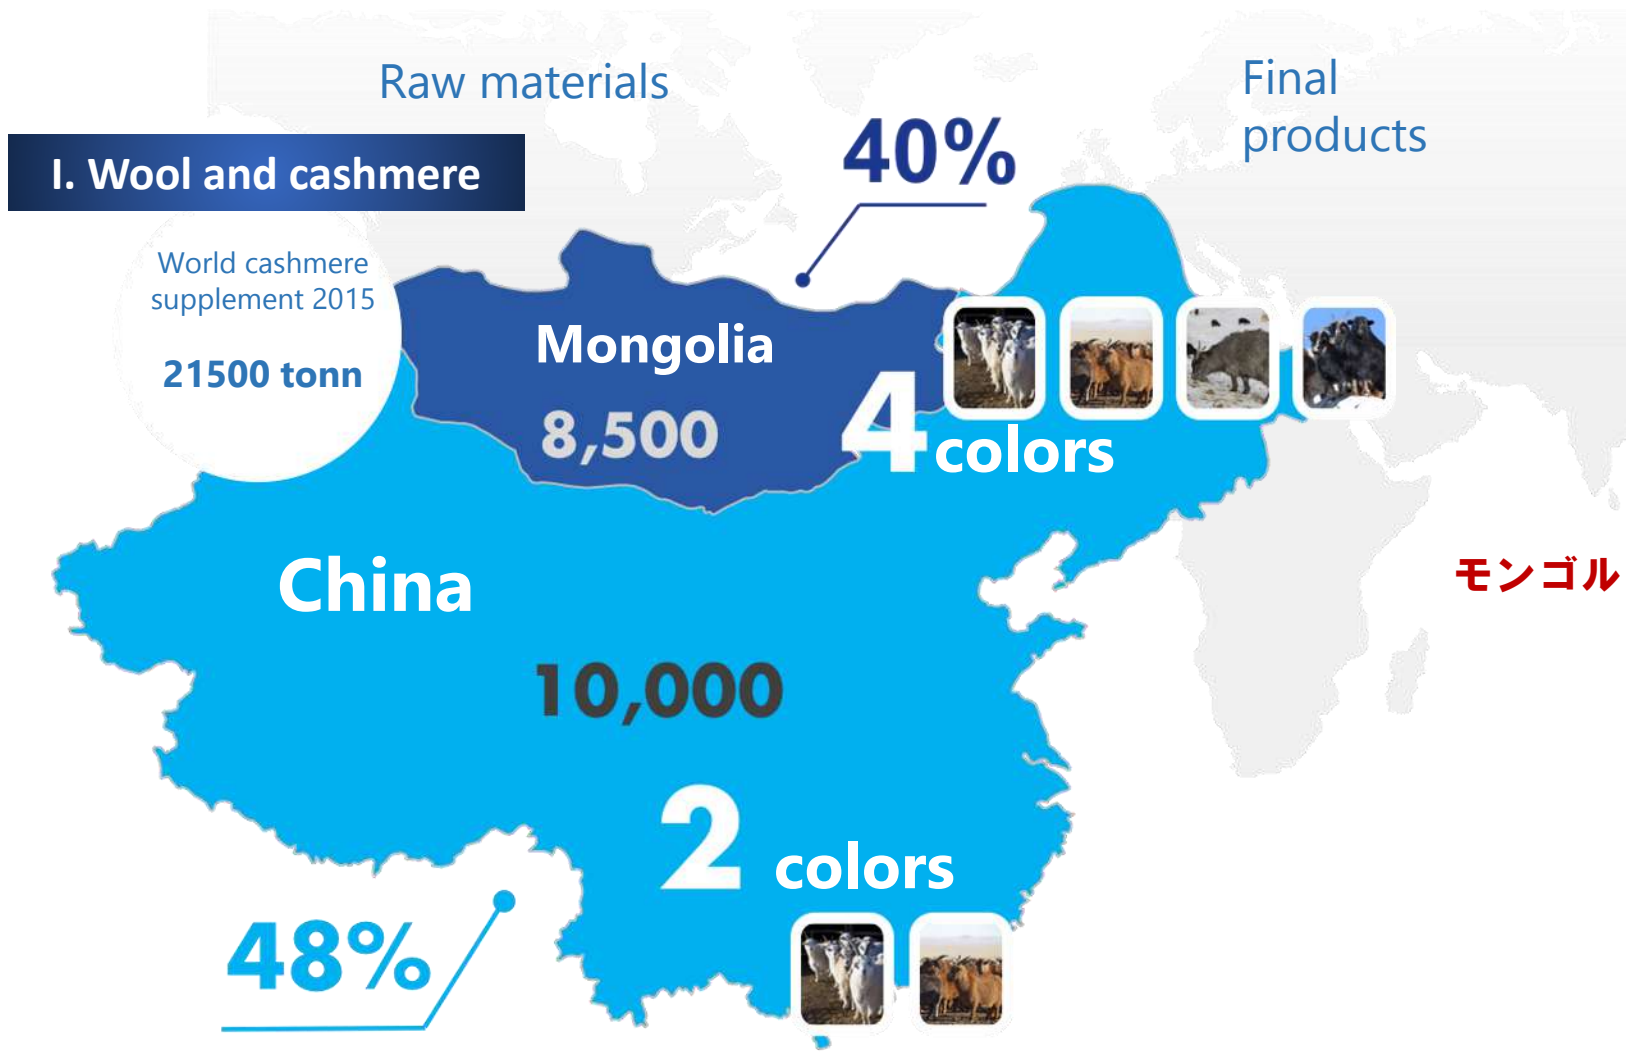 Raw materials
Final
products
I. Wool and cashmere
40%
World cashmere
supplement 2015
21500 tonn
Mongolia
8,500
4 colors
China
モンゴル
10,000
2 colors
48%